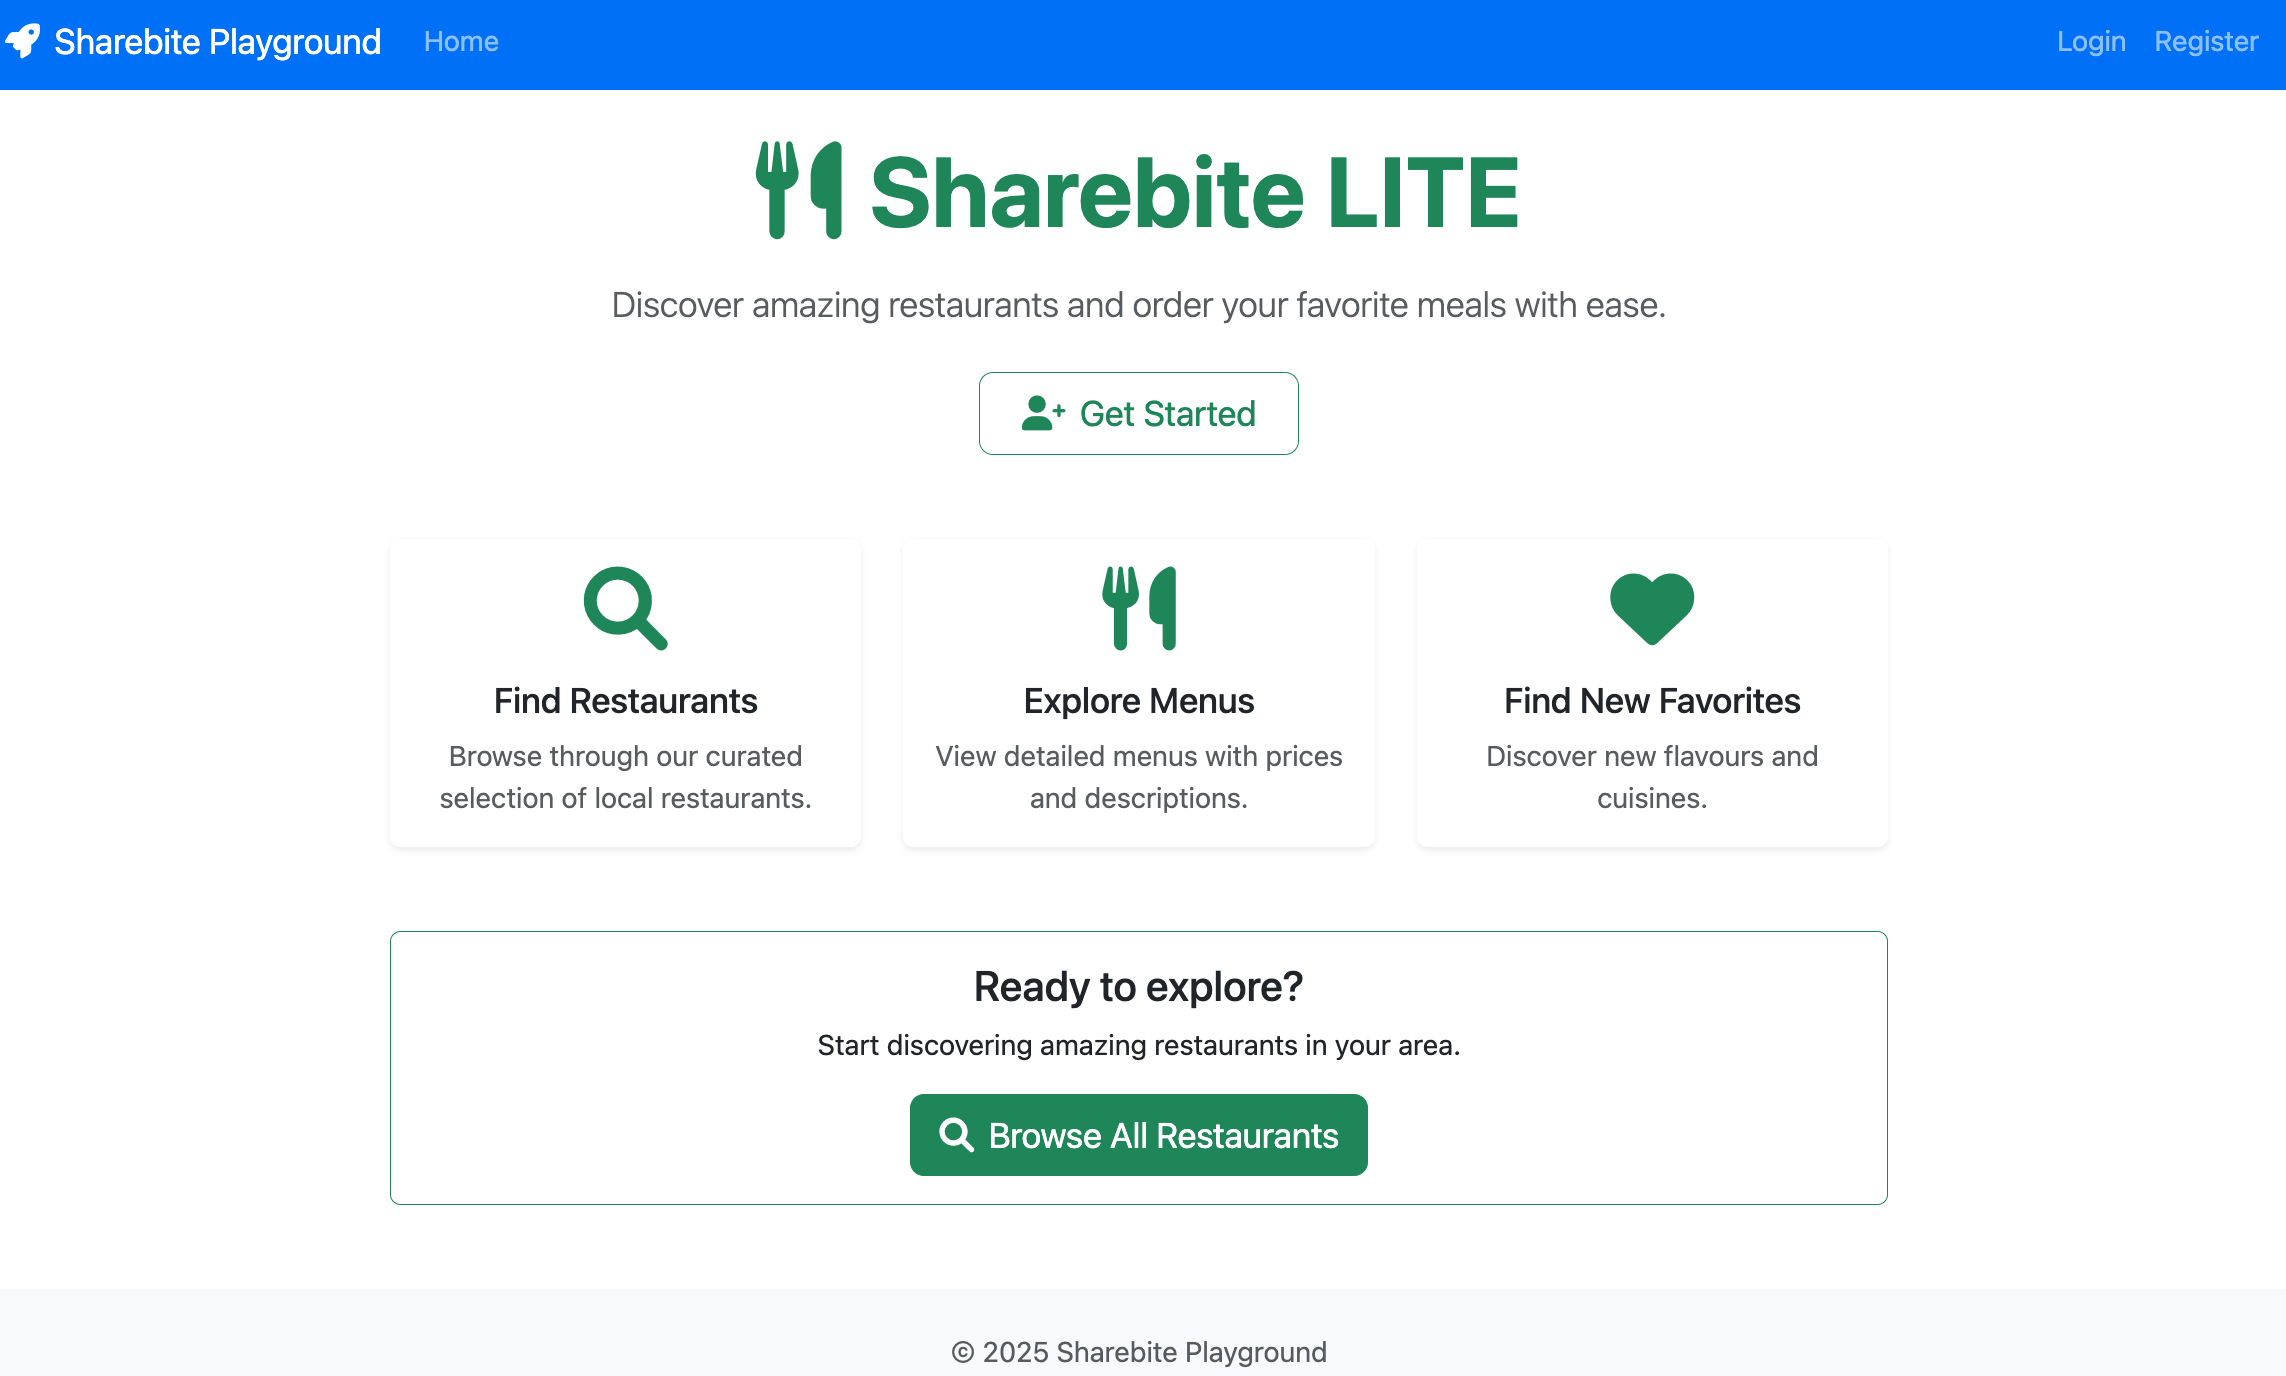 Sharebite Playground
Home
Login
Register
Sharebite LITE
Discover amazing restaurants and order your favorite meals with ease.
Get Started
Find Restaurants
Browse through our curated
selection of local restaurants.
Explore Menus
View detailed menus with prices
and descriptions.
Find New Favorites
Discover new flavours and
cuisines.
Ready to explore?
Start discovering amazing restaurants in your area.
Browse All Restaurants
© 2025 Sharebite Playground